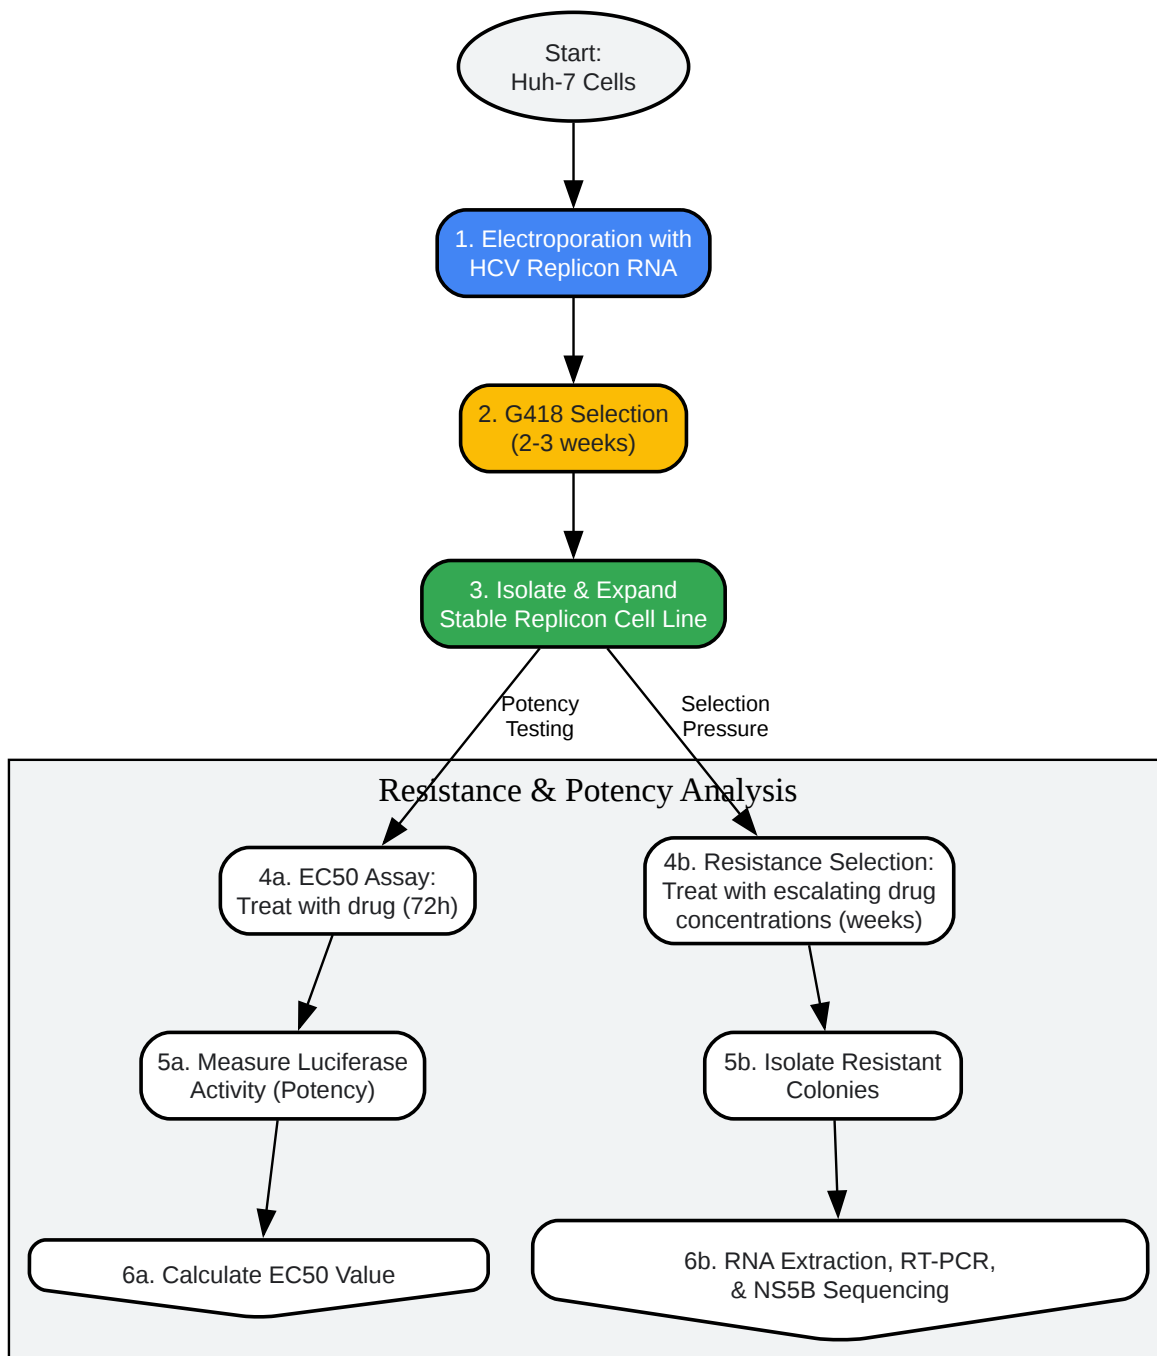 Start:
Huh-7 Cells
1. Electroporation with
HCV Replicon RNA
2. G418 Selection
(2-3 weeks)
3. Isolate & Expand
Stable Replicon Cell Line
Potency
Testing
Selection
Pressure
Resistance & Potency Analysis
4a. EC50 Assay:
Treat with drug (72h)
4b. Resistance Selection:
Treat with escalating drug
concentrations (weeks)
5a. Measure Luciferase
Activity (Potency)
5b. Isolate Resistant
Colonies
6a. Calculate EC50 Value
6b. RNA Extraction, RT-PCR,
& NS5B Sequencing